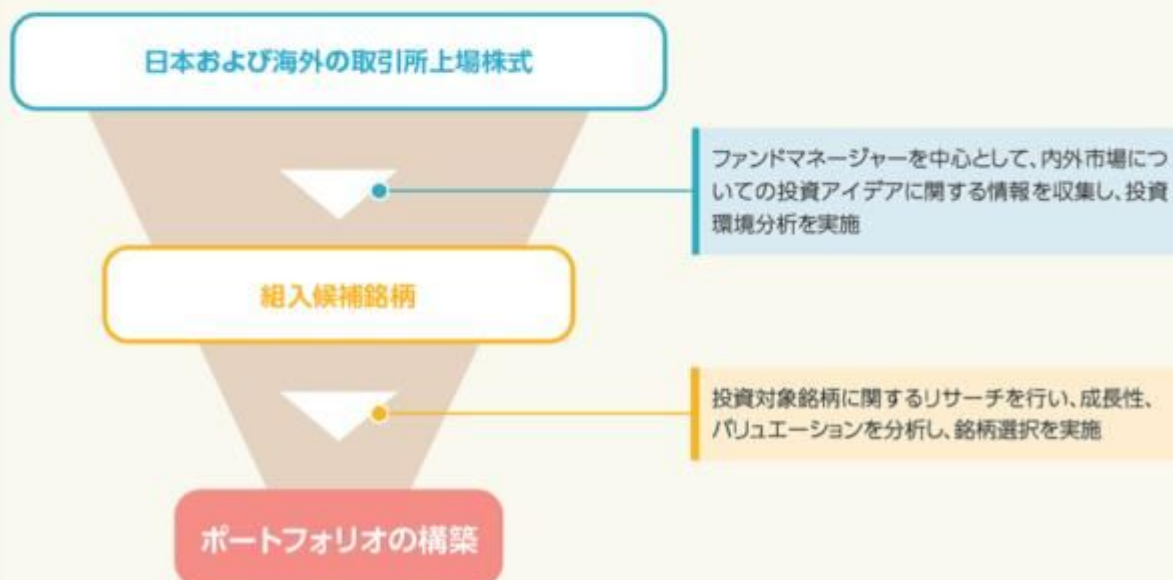 日本および海外の取引所上場株式
ファンドマネージャーを中心として、内外市場につ
いての投資アイデアに関する情報を収集し、投資
環境分析を実施
組入候補銘柄
投資対象銘柄に関するリサーチを行い、成長性、
バリュエーションを分析し、銘柄選択を実施
ポートフォリオの構築